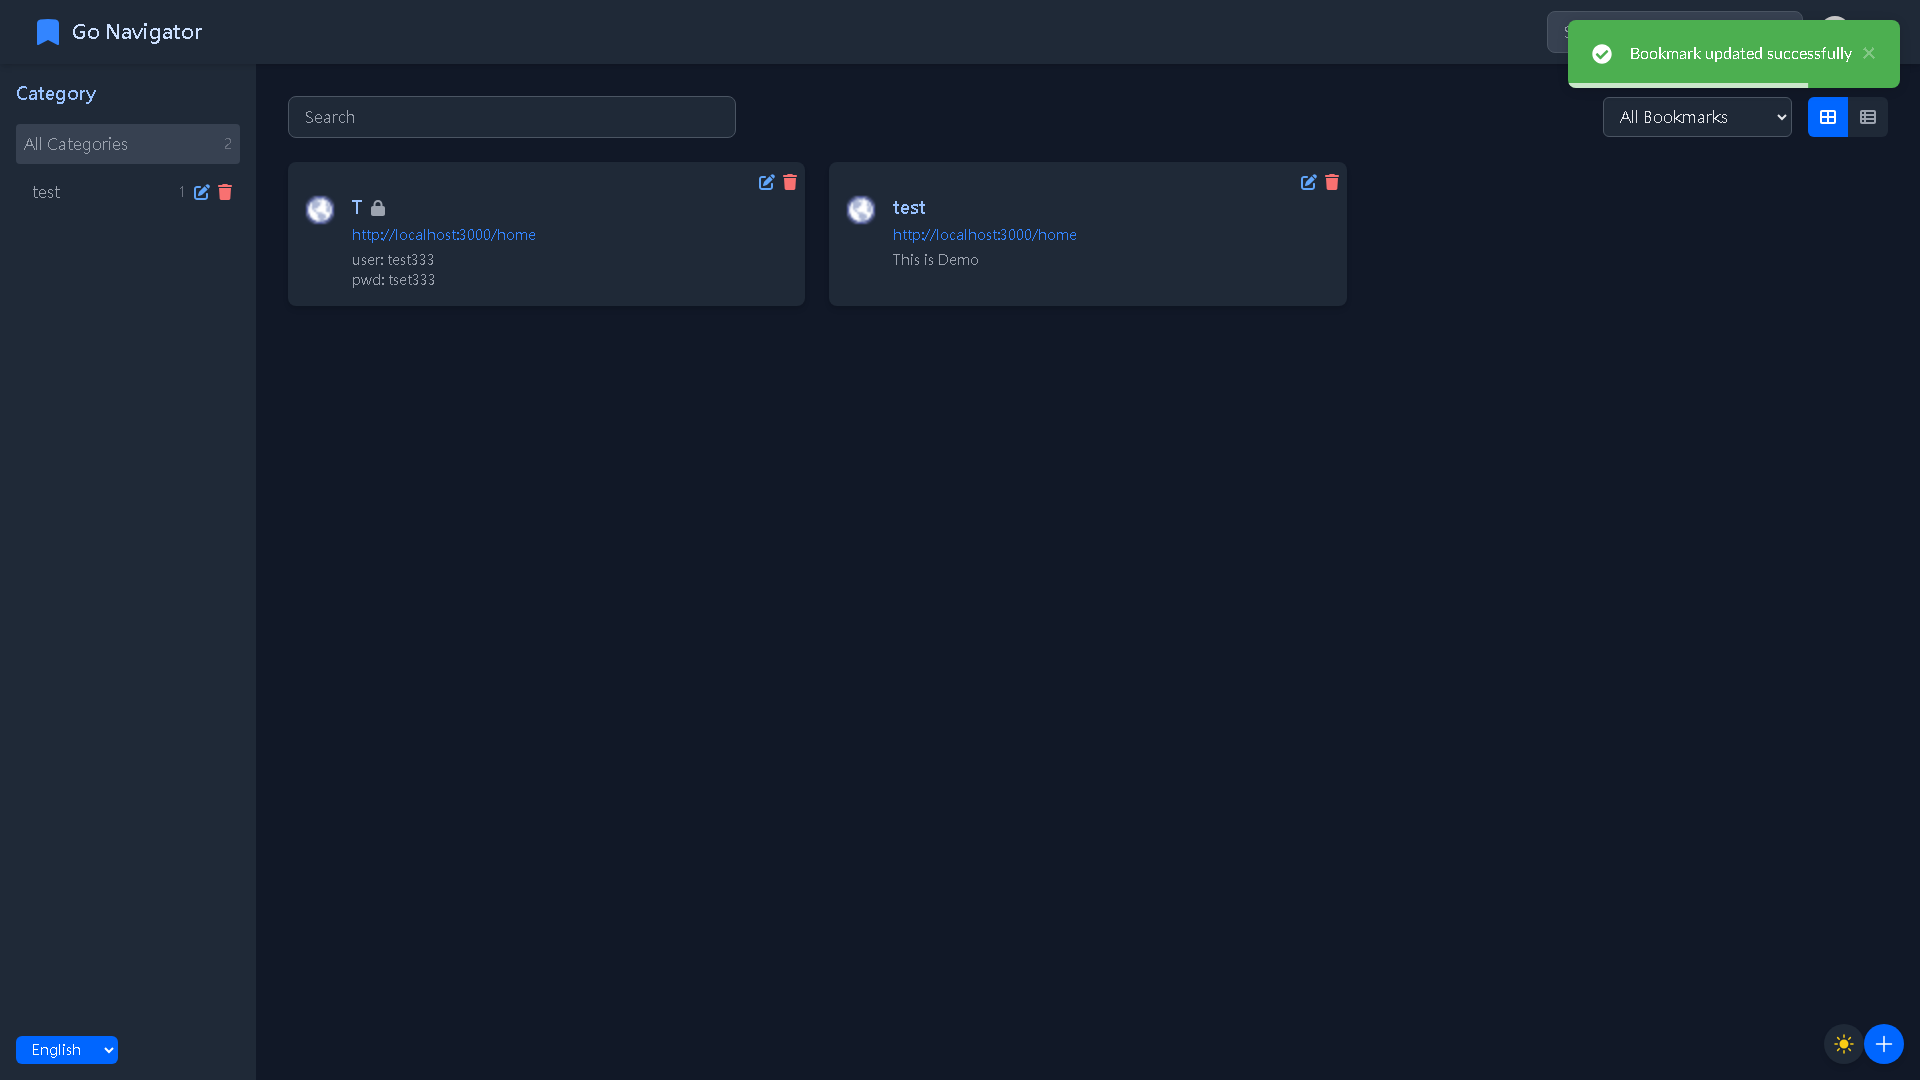 Go Navigator
Bookmark updated successfully
Category
All Categories 2
test 1
Search
All Bookmarks
T
http://localhost:3000/home
user: test333
pwd: tset333
test
http://localhost:3000/home
This is Demo
English